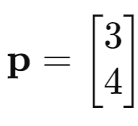 p = [3
4]